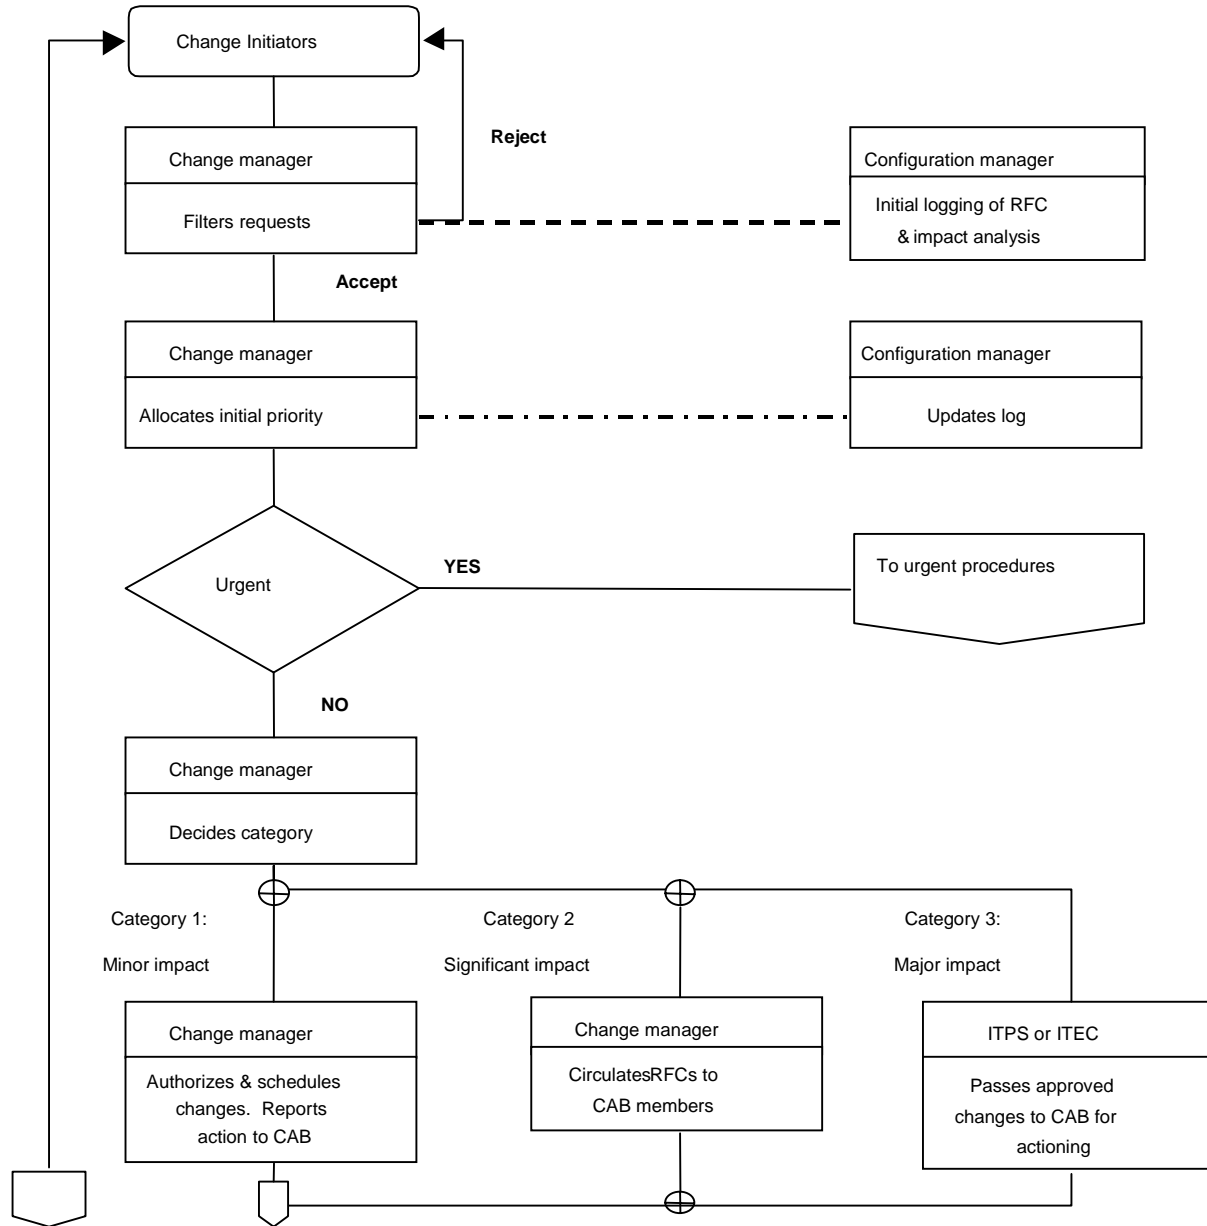 Change Initiators
Reject
Change manager
Filters requests
Configuration manager
Initial logging of RFC
& impact analysis
Accept
Change manager
Allocates initial priority
Configuration manager
Updates log
Urgent
YES
To urgent procedures
NO
Change manager
Decides category
Category 1:
Minor impact
Category 2
Significant impact
Category 3:
Major impact
Change manager
Authorizes & schedules
changes. Reports
action to CAB
Change manager
CirculatesRFCs to
CAB members
ITPS or ITEC
Passes approved
changes to CAB for
actioning